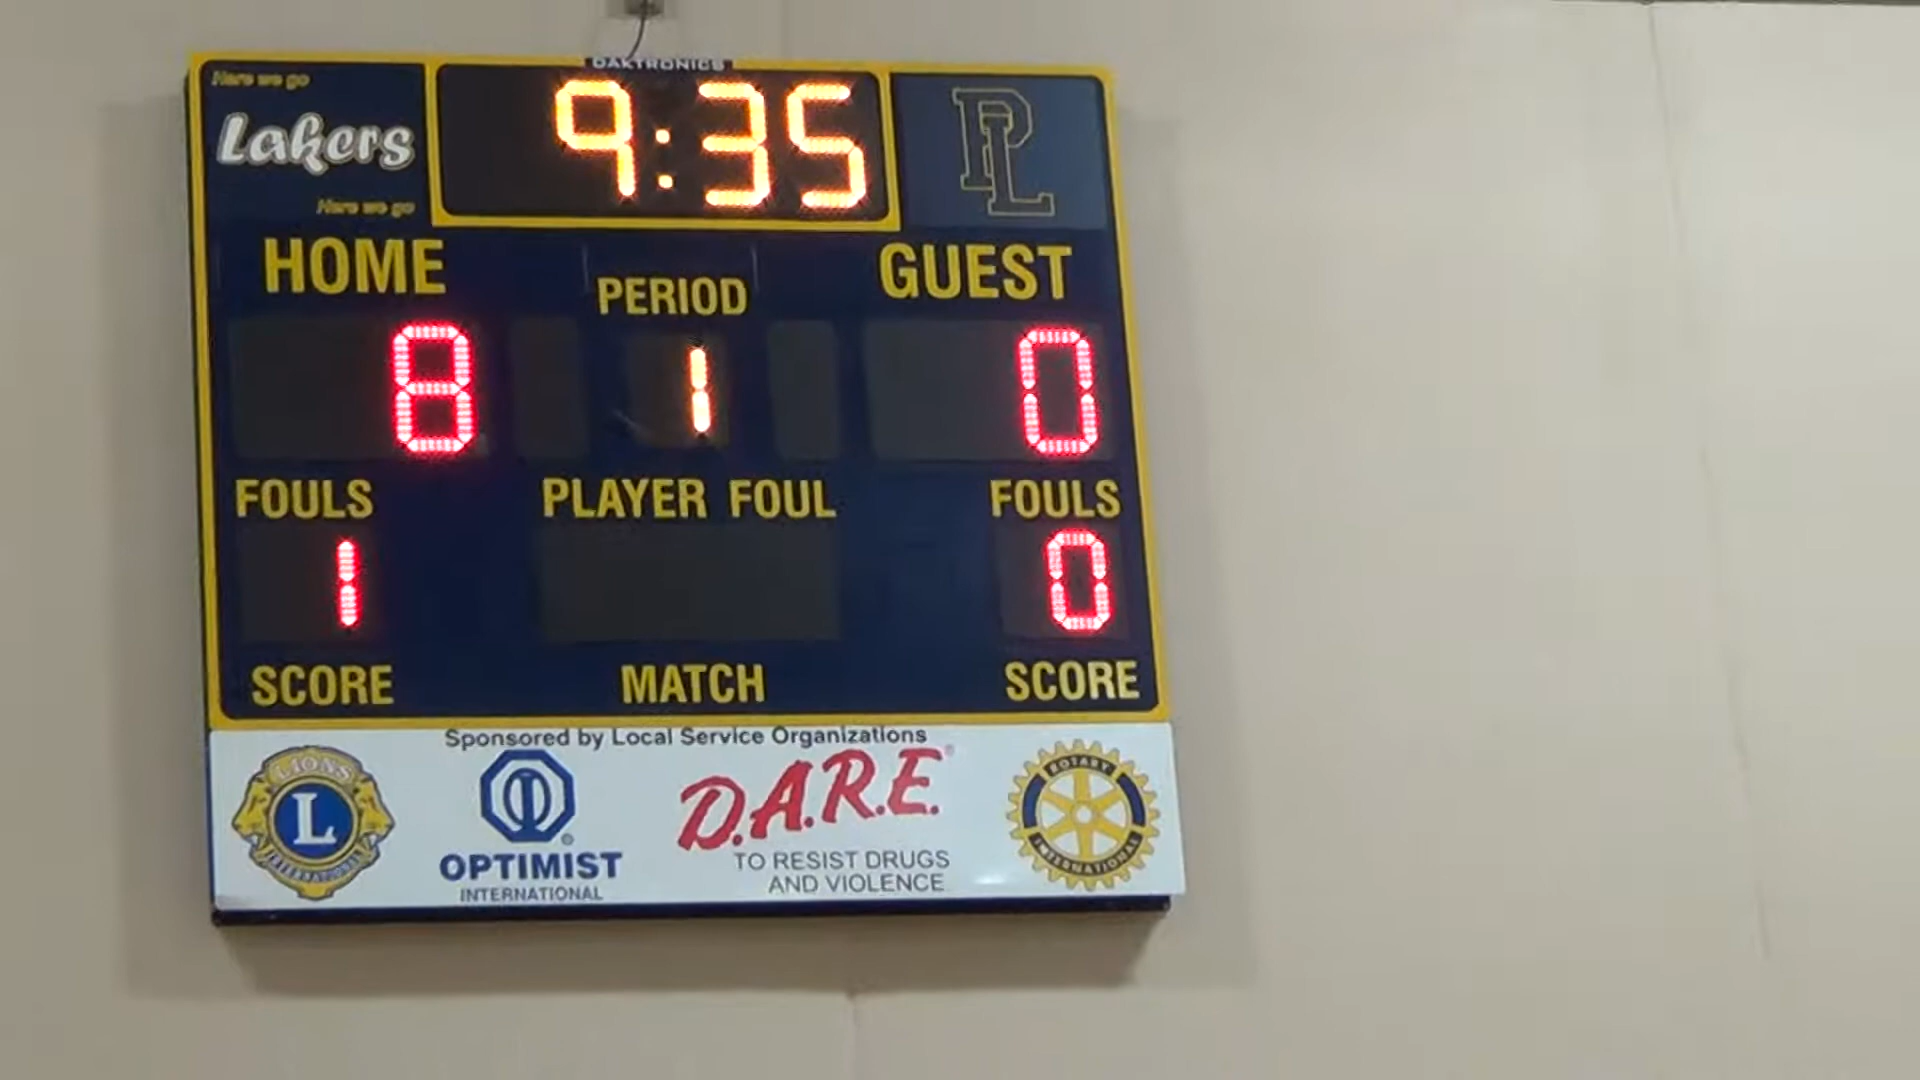 DAKTRONICS
Here we go
Lakers
Here we go
9:35
PL
HOME
PERIOD
GUEST
8
1
0
FOULS
PLAYER FOUL
FOULS
1
0
SCORE
MATCH
SCORE
Sponsored by Local Service Organizations
LIONS
L
INTERNATIONAL
OPTIMIST
INTERNATIONAL
D.A.R.E.®
TO RESIST DRUGS
AND VIOLENCE
ROTARY
INTERNATIONAL